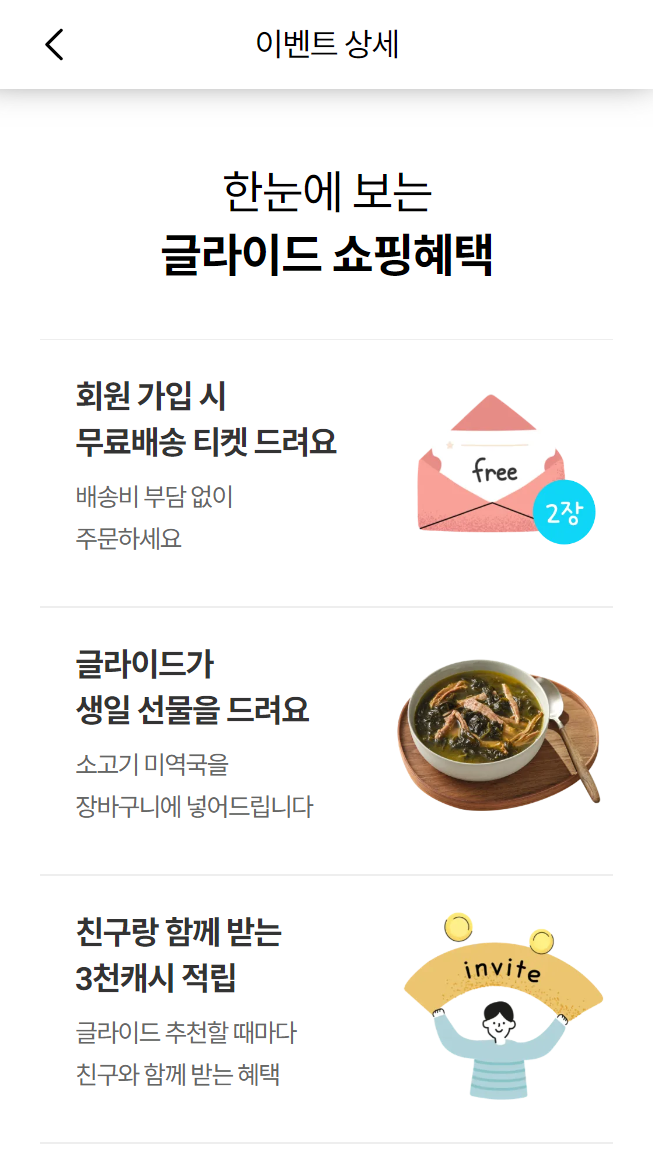 이벤트 상세
한눈에 보는
글라이드 쇼핑혜택
회원 가입 시
무료배송 티켓 드려요
배송비 부담 없이
주문하세요
free
2장
글라이드가
생일 선물을 드려요
소고기 미역국을
장바구니에 넣어드립니다
친구랑 함께 받는
3천캐시 적립
글라이드 추천할 때마다
친구와 함께 받는 혜택
invite